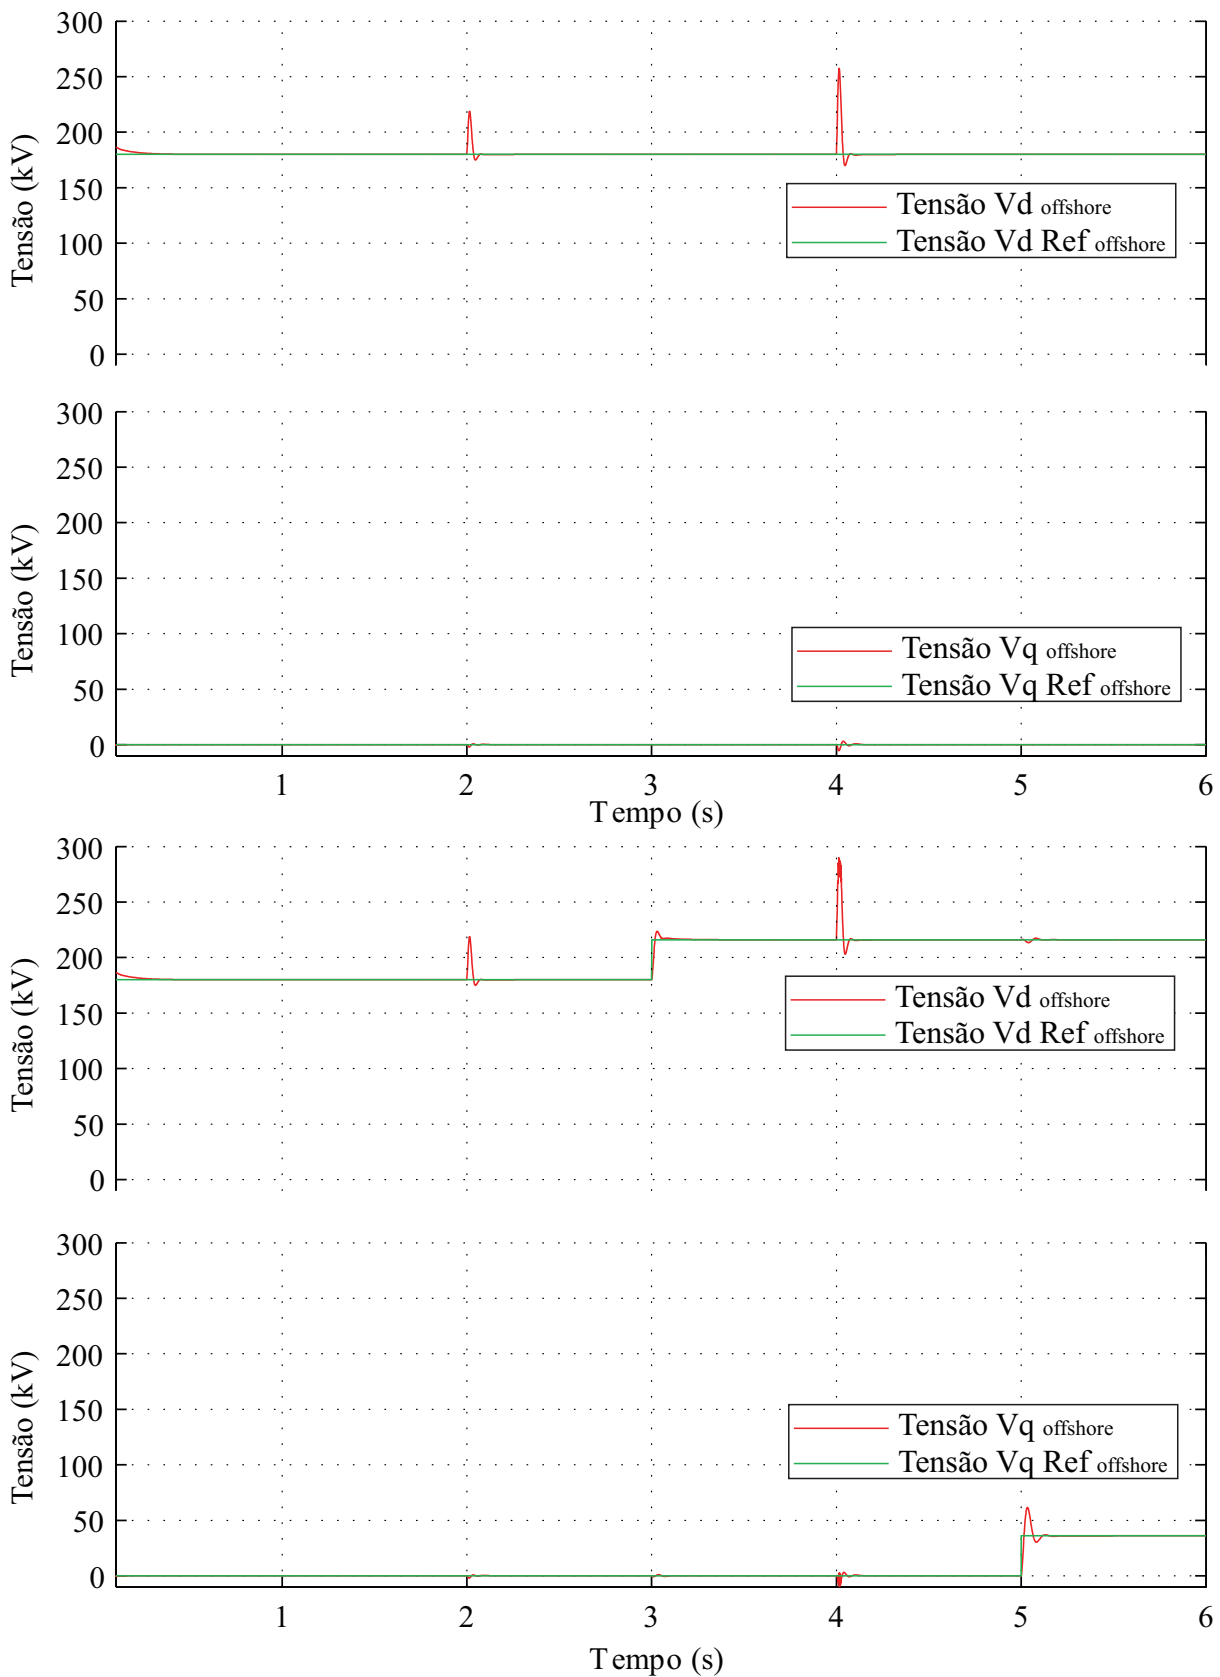 300
250
200
150
100
50
0
Tensão (kV)
Tensão Vd offshore
Tensão Vd Ref offshore
300
250
200
150
100
50
0
Tensão (kV)
Tensão Vq offshore
Tensão Vq Ref offshore
1 2 3 4 5 6
Tempo (s)
300
250
200
150
100
50
0
Tensão (kV)
Tensão Vd offshore
Tensão Vd Ref offshore
300
250
200
150
100
50
0
Tensão (kV)
Tensão Vq offshore
Tensão Vq Ref offshore
1 2 3 4 5 6
Tempo (s)